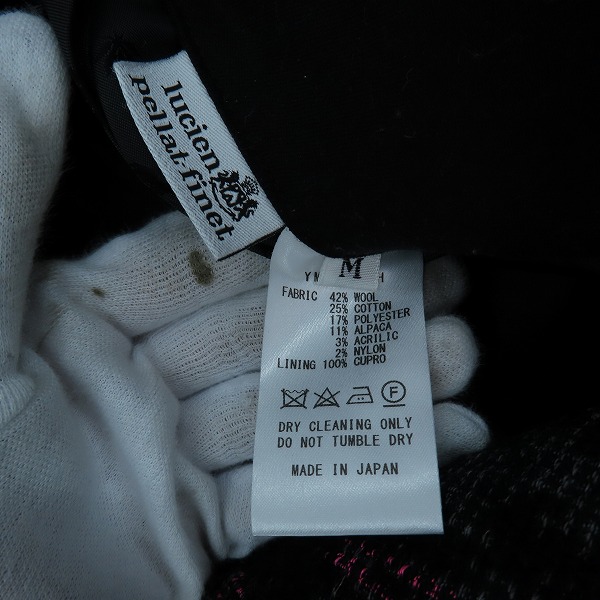 lucien
pellat-finet
M
FABRIC 42% WOOL
25% COTTON
17% POLYESTER
11% ALPACA
3% ACRILIC
2% NYLON
LINING 100% CUPRO
F
DRY CLEANING ONLY
DO NOT TUMBLE DRY
MADE IN JAPAN